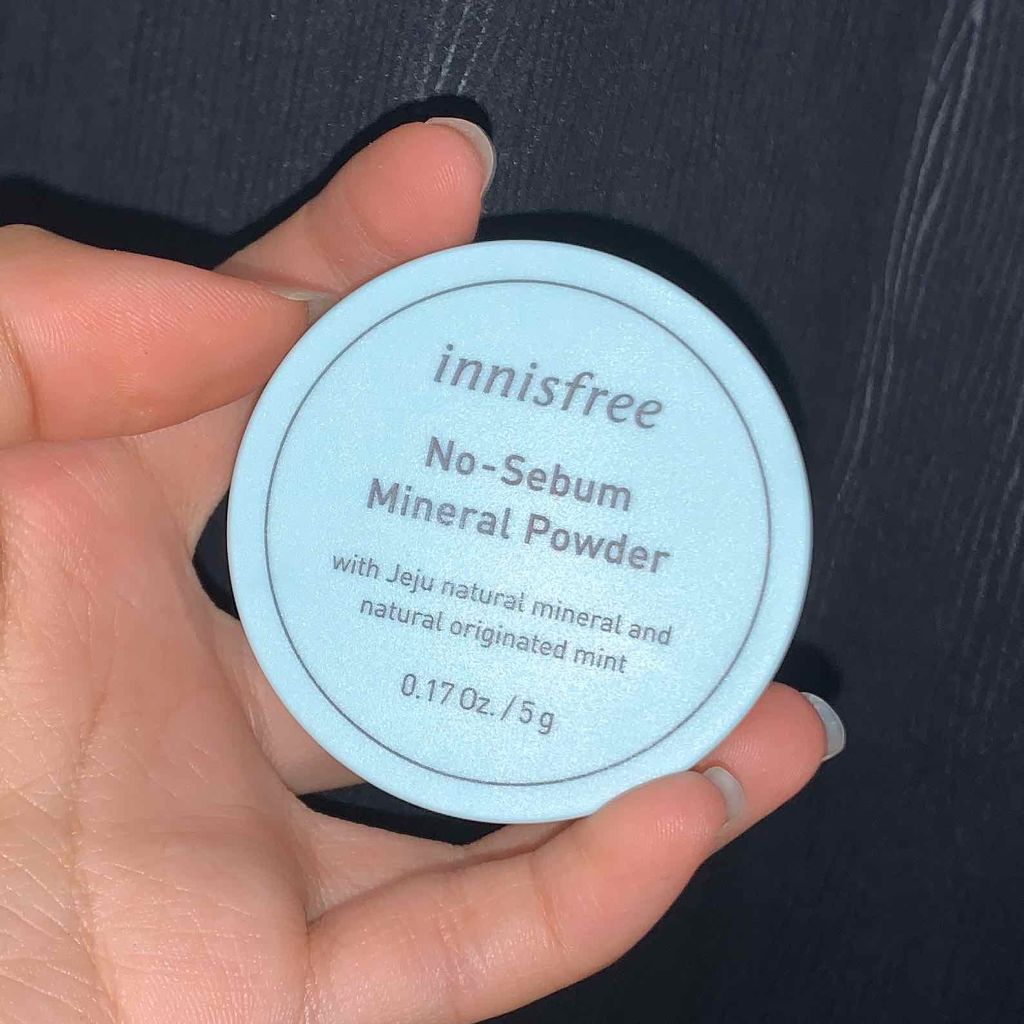 innisfree
No-Sebum
Mineral Powder
with Jeju natural mineral and
natural originated mint
0.17 Oz. / 5 g